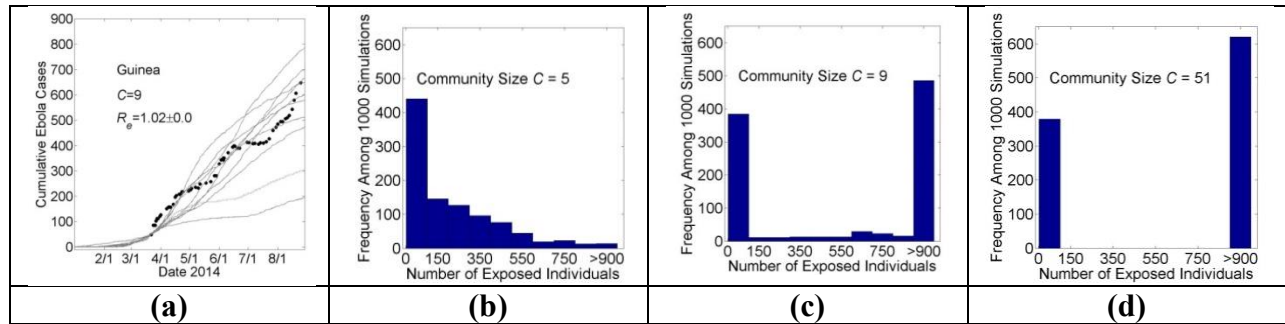 900
800
700
600
500
400
300
200
100
0
Cumulative Ebola Cases
Guinea
C=9
Re=1.02±0.0
2/1 3/1 4/1 5/1 6/1 7/1 8/1
Date 2014
(a)
Frequency Among 1000 Simulations
600
500
400
300
200
100
0
Community Size C = 5
0 150 350 550 750 >900
Number of Exposed Individuals
(b)
Frequency Among 1000 Simulations
600
500
400
300
200
100
0
Community Size C = 9
0 150 350 550 750 >900
Number of Exposed Individuals
(c)
Frequency Among 1000 Simulations
600
500
400
300
200
100
0
Community Size C = 51
0 150 350 550 750 >900
Number of Exposed Individuals
(d)